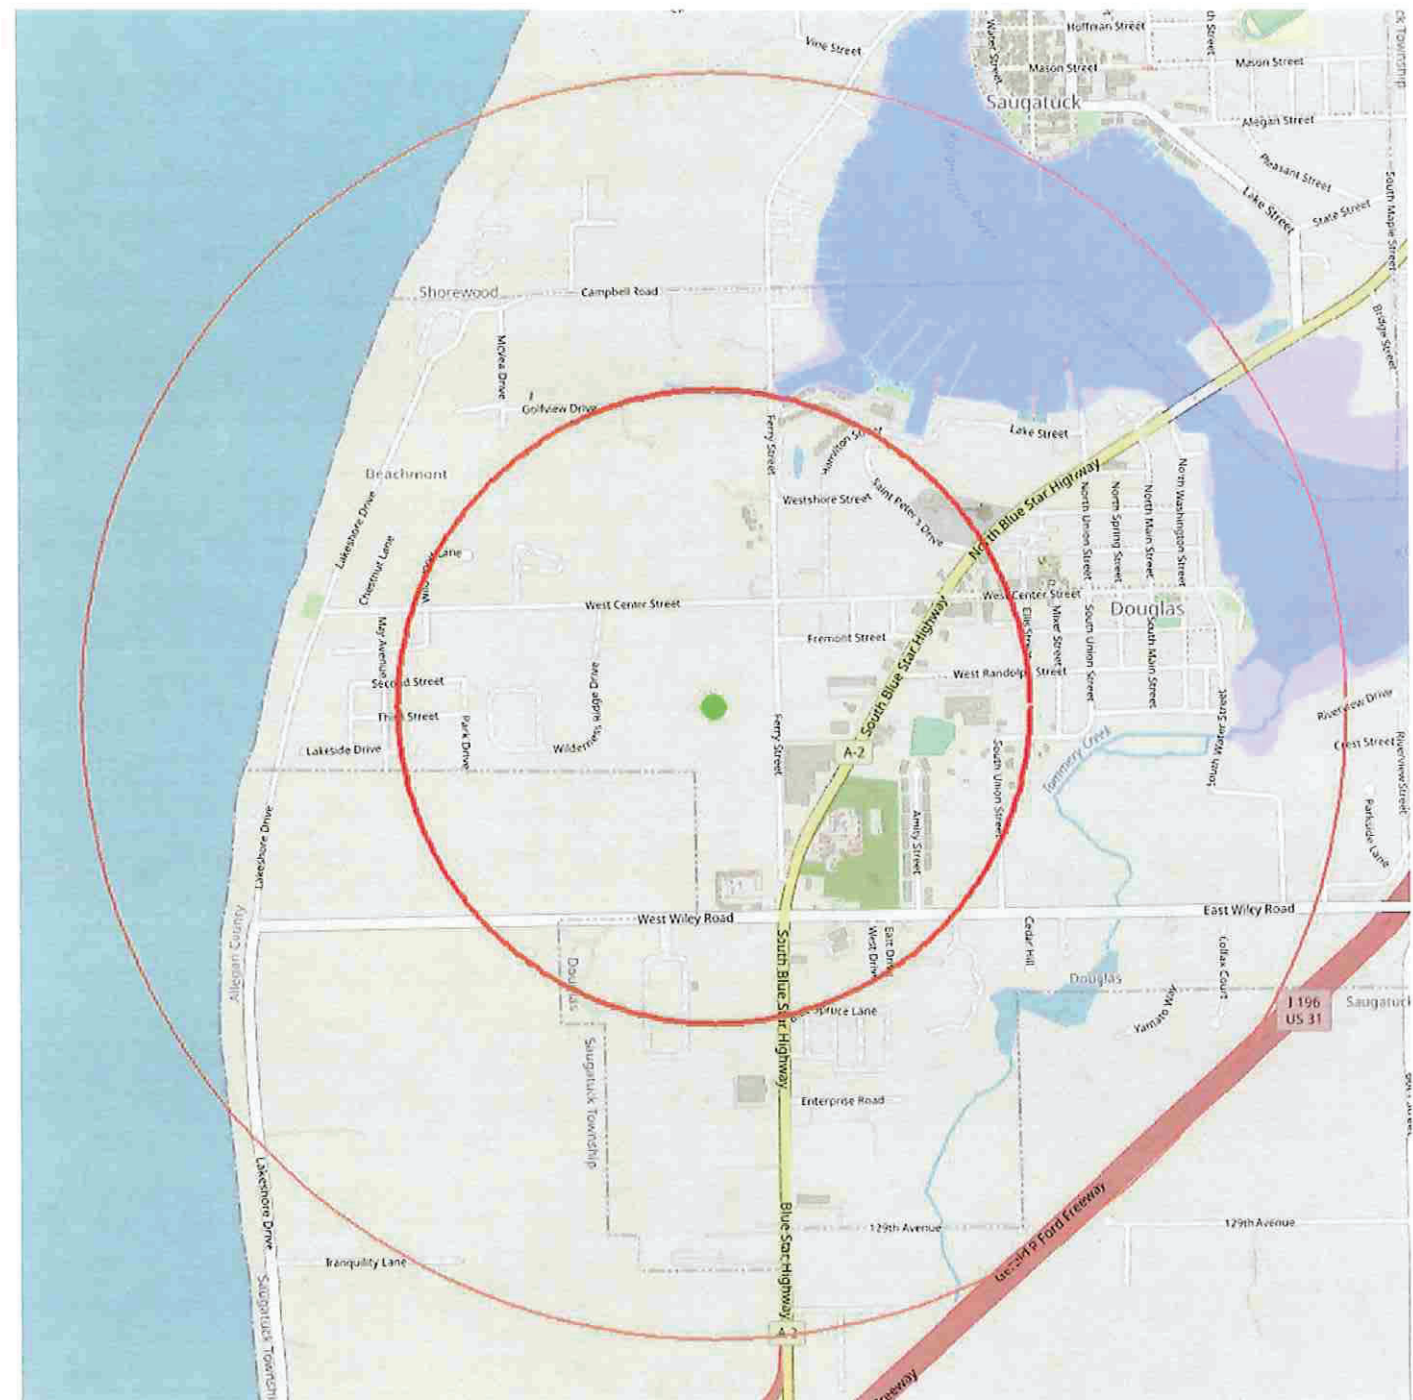 Water Street
Hoffman Street
Vine Street
Mason Street
Mason Street
Saugatuck
Allegan Street
Pleasant Street
Lake Street
State Street
South Maple Street
Bridge Street
Shorewood
Campbell Road
McVea Drive
Golfview Drive
Ferry Street
Hamilton Street
Lake Street
Beachmont
Lakeshore Drive
Westshore Street
Saint Peter's Drive
North Blue Star Highway
North Union Street
North Spring Street
North Main Street
North Washington Street
Chestnut Lane
Lane
West Center Street
West Center Street
Douglas
May Avenue
Fremont Street
South Blue Star Highway
Ellis Street
Mixer Street
South Union Street
South Main Street
Second Street
West Randolph Street
Third Street
Park Drive
Wilderness Ridge Drive
Lakeside Drive
Ferry Street
A-2
South Union Street
Tannery Creek
South Water Street
Riverview Drive
Crest Street
Riverview Street
Parkside Lane
Lakeshore Drive
Amity Street
Allegan County
West Wiley Road
East Wiley Road
Douglas
South Blue Star Highway
West Drive
East Drive
Cedar Hill
Colfax Court
Douglas
Yamato Way
I 196
US 31
Spruce Lane
Saugatuck Township
Enterprise Road
Lakeshore Drive
Blue Star Highway
129th Avenue
Gerald R Ford Freeway
129th Avenue
Tranquility Lane
A-2